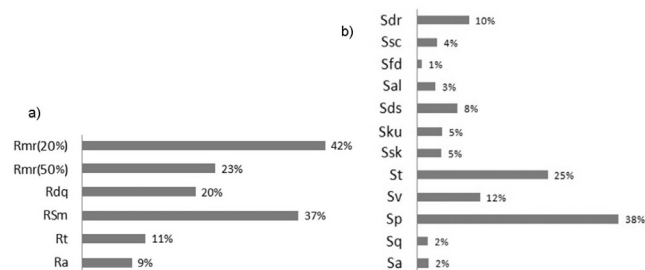 a)
Rmr(20%) 42%
Rmr(50%) 23%
Rdq 20%
RSm 37%
Rt 11%
Ra 9%
b)
Sdr 10%
Ssc 4%
Sfd 1%
Sal 3%
Sds 8%
Sku 5%
Ssk 5%
St 25%
Sv 12%
Sp 38%
Sq 2%
Sa 2%